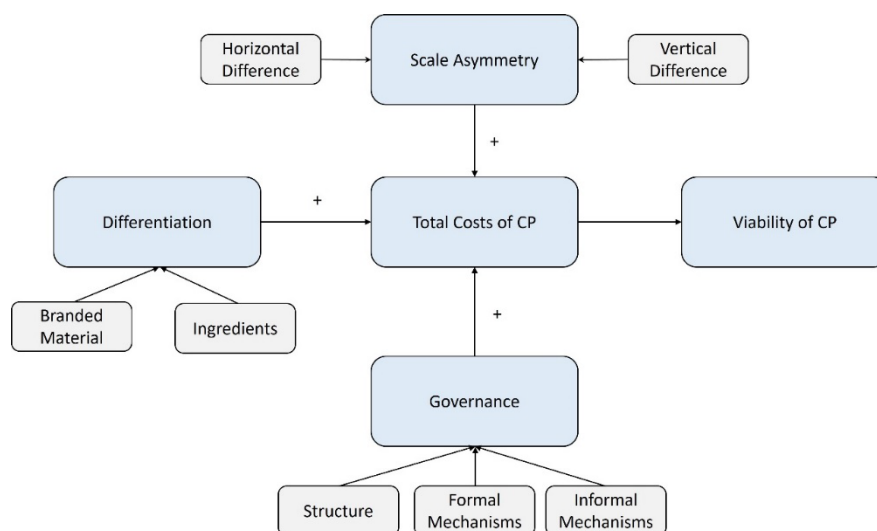 Horizontal
Difference
Scale Asymmetry
Vertical
Difference
+
Differentiation
+
Total Costs of CP
Viability of CP
Branded
Material
Ingredients
+
Governance
Structure
Formal
Mechanisms
Informal
Mechanisms